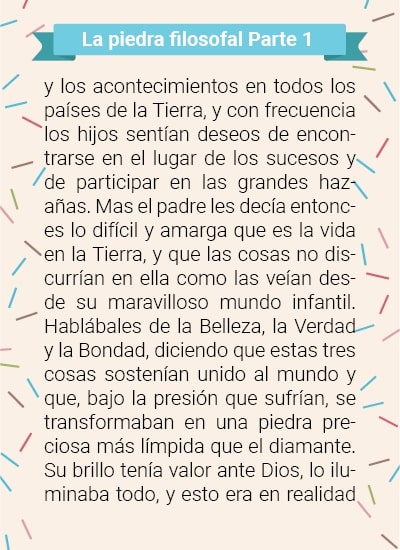 La piedra filosofal Parte 1
y los acontecimientos en todos los
países de la Tierra, y con frecuencia
los hijos sentían deseos de encon-
trarse en el lugar de los sucesos y
de participar en las grandes haz-
añas. Mas el padre les decía entonc-
es lo difícil y amarga que es la vida
en la Tierra, y que las cosas no dis-
currían en ella como las veían des-
de su maravilloso mundo infantil.
Hablábales de la Belleza, la Verdad
y la Bondad, diciendo que estas tres
cosas sostenían unido al mundo y
que, bajo la presión que sufrían, se
transformaban en una piedra pre-
ciosa más límpida que el diamante.
Su brillo tenía valor ante Dios, lo ilu-
minaba todo, y esto era en realidad